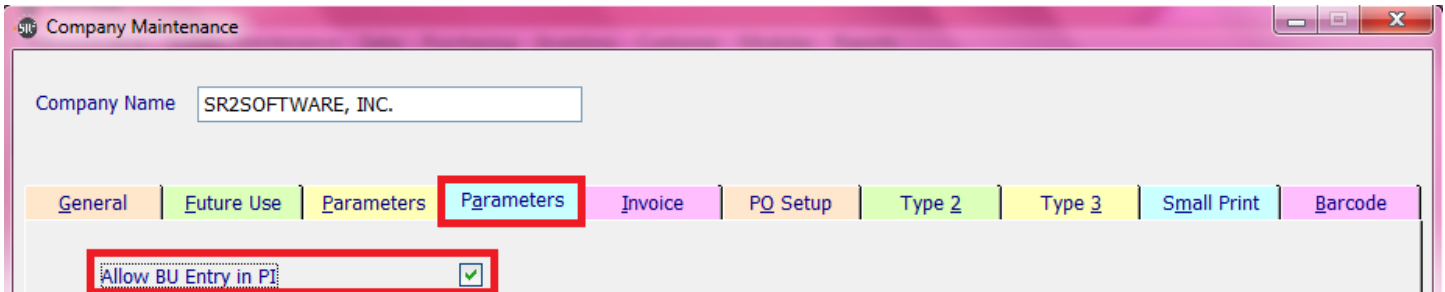 SR2 Company Maintenance
Company Name SR2SOFTWARE, INC.
General Future Use Parameters Parameters Invoice PO Setup Type 2 Type 3 Small Print Barcode
Allow BU Entry in PI